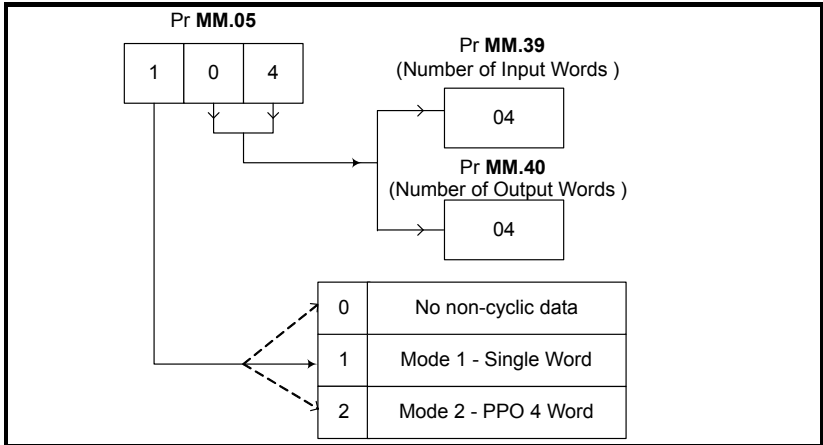 Pr MM.05
1 0 4
Pr MM.39
(Number of Input Words )
04
Pr MM.40
(Number of Output Words )
04
0 No non-cyclic data
1 Mode 1 - Single Word
2 Mode 2 - PPO 4 Word